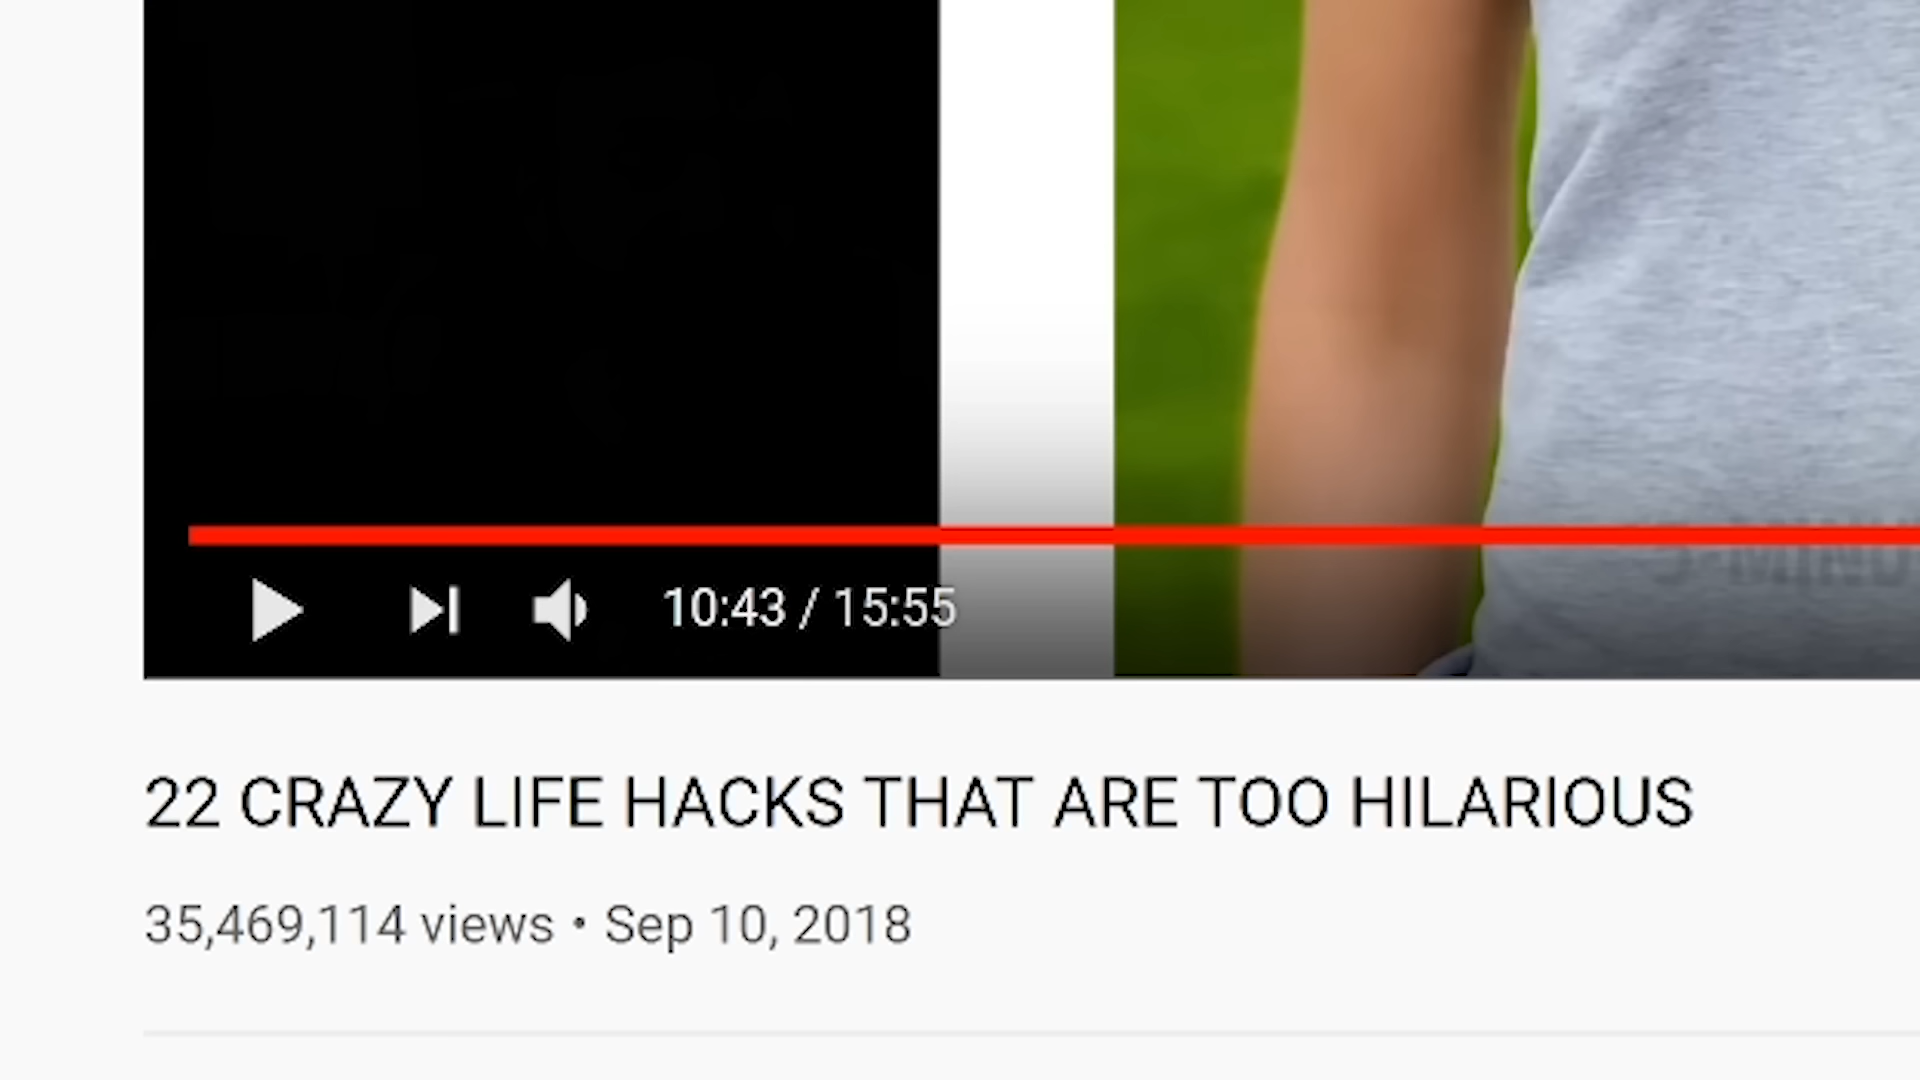 10:43 / 15:55
22 CRAZY LIFE HACKS THAT ARE TOO HILARIOUS
35,469,114 views • Sep 10, 2018